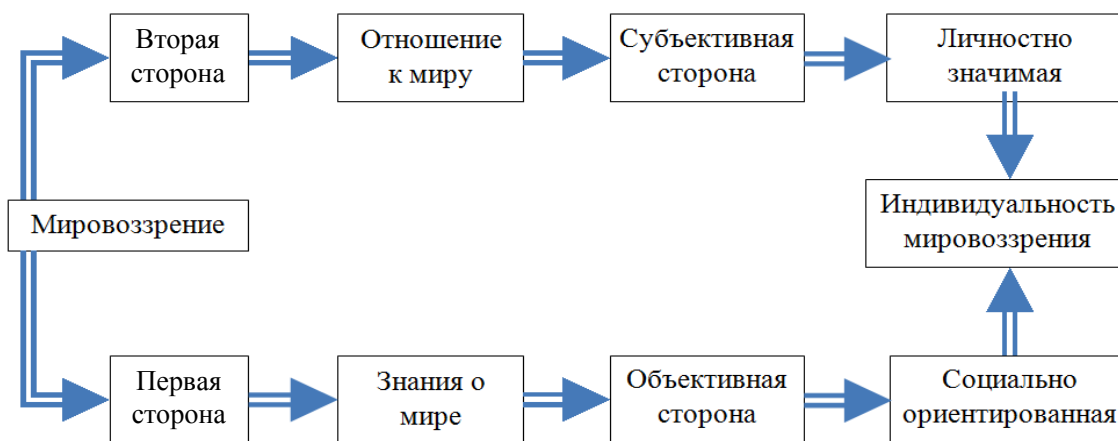 Вторая
сторона
Отношение
к миру
Субъективная
сторона
Личностно
значимая
Мировоззрение
Индивидуальность
мировоззрения
Первая
сторона
Знания о
мире
Объективная
сторона
Социально
ориентированная